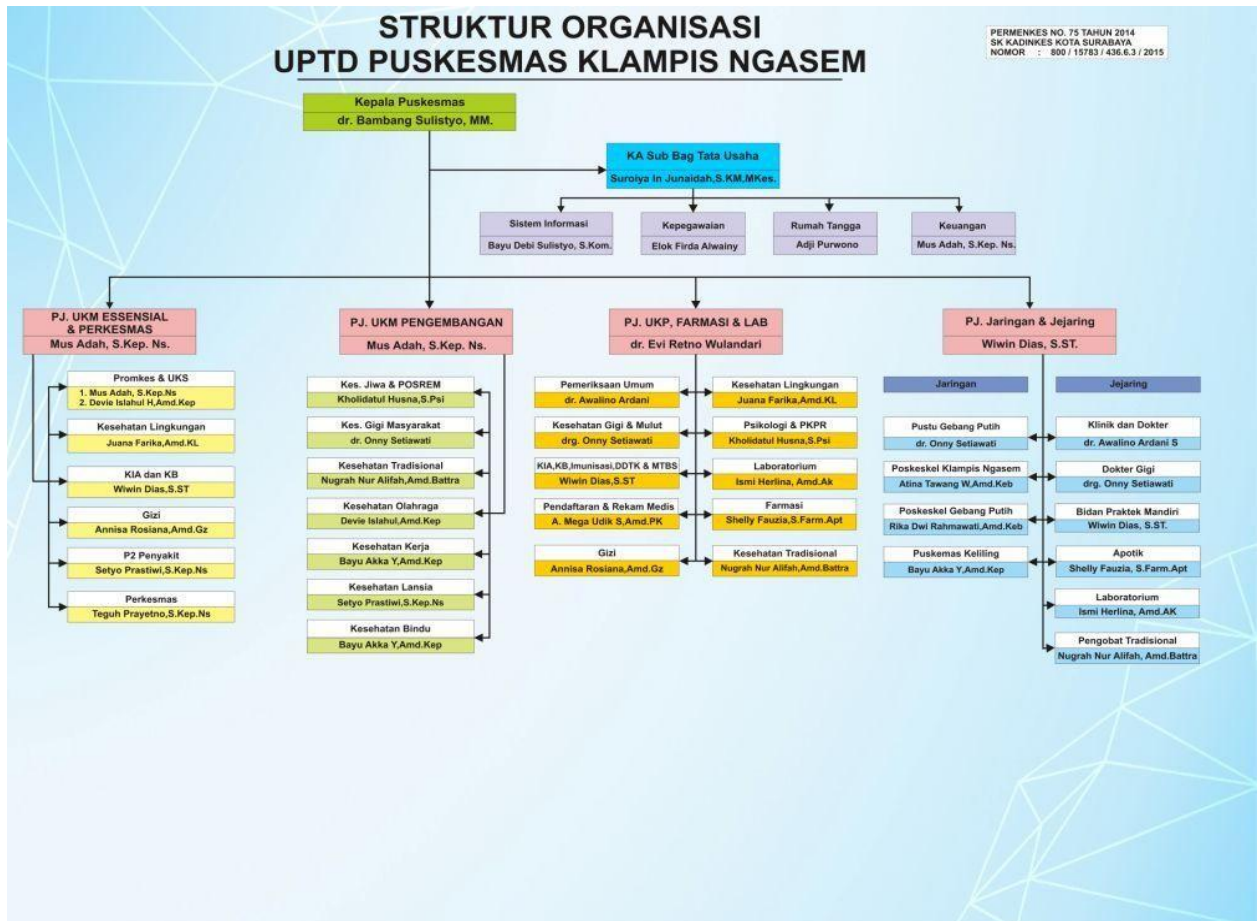 STRUKTUR ORGANISASI
UPTD PUSKESMAS KLAMPIS NGASEM
PERMENKES NO. 75 TAHUN 2014
SK KADINKES KOTA SURABAYA
NOMOR : 800 / 15783 / 436.6.3 / 2015
Kepala Puskesmas
dr. Bambang Sulistyo, MM.
KA Sub Bag Tata Usaha
Suroiya In Junaidah,S.KM,MKes.
Sistem Informasi
Bayu Debi Sulistyo, S.Kom.
Kepegawaian
Elok Firda Alwainy
Rumah Tangga
Adji Purwono
Keuangan
Mus Adah, S.Kep. Ns.
PJ. UKM ESSENSIAL
& PERKESMAS
Mus Adah, S.Kep. Ns.
Promkes & UKS
1. Mus Adah, S.Kep.Ns
2. Devie Islahul H,Amd.Kep
Kesehatan Lingkungan
Juana Farika,Amd.KL
KIA dan KB
Wiwin Dias,S.ST
Gizi
Annisa Rosiana,Amd.Gz
P2 Penyakit
Setyo Prastiwi,S.Kep.Ns
Perkesmas
Teguh Prayetno,S.Kep.Ns
PJ. UKM PENGEMBANGAN
Mus Adah, S.Kep. Ns.
Kes. Jiwa & POSREM
Kholidatul Husna,S.Psi
Kes. Gigi Masyarakat
dr. Onny Setiawati
Kesehatan Tradisional
Nugrah Nur Alifah,Amd.Battra
Kesehatan Olahraga
Devie Islahul,Amd.Kep
Kesehatan Kerja
Bayu Akka Y,Amd.Kep
Kesehatan Lansia
Setyo Prastiwi,S.Kep.Ns
Kesehatan Bindu
Bayu Akka Y,Amd.Kep
PJ. UKP, FARMASI & LAB
dr. Evi Retno Wulandari
Pemeriksaan Umum
dr. Awalino Ardani
Kesehatan Gigi & Mulut
drg. Onny Setiawati
KIA,KB,Imunisasi,DDTK & MTBS
Wiwin Dias,S.ST
Pendaftaran & Rekam Medis
A. Mega Udik S,Amd.PK
Gizi
Annisa Rosiana,Amd.Gz
Kesehatan Lingkungan
Juana Farika,Amd.KL
Psikologi & PKPR
Kholidatul Husna,S.Psi
Laboratorium
Ismi Herlina, Amd.Ak
Farmasi
Shelly Fauzia,S.Farm.Apt
Kesehatan Tradisional
Nugrah Nur Alifah,Amd.Battra
PJ. Jaringan & Jejaring
Wiwin Dias, S.ST.
Jaringan
Pustu Gebang Putih
dr. Onny Setiawati
Poskeskel Klampis Ngasem
Atina Tawang W,Amd.Keb
Poskeskel Gebang Putih
Rika Dwi Rahmawati,Amd.Keb
Puskemas Keliling
Bayu Akka Y,Amd.Kep
Jejaring
Klinik dan Dokter
dr. Awalino Ardani S
Dokter Gigi
drg. Onny Setiawati
Bidan Praktek Mandiri
Wiwin Dias, S.ST.
Apotik
Shelly Fauzia, S.Farm.Apt
Laboratorium
Ismi Herlina, Amd.AK
Pengobat Tradisional
Nugrah Nur Alifah, Amd.Battra